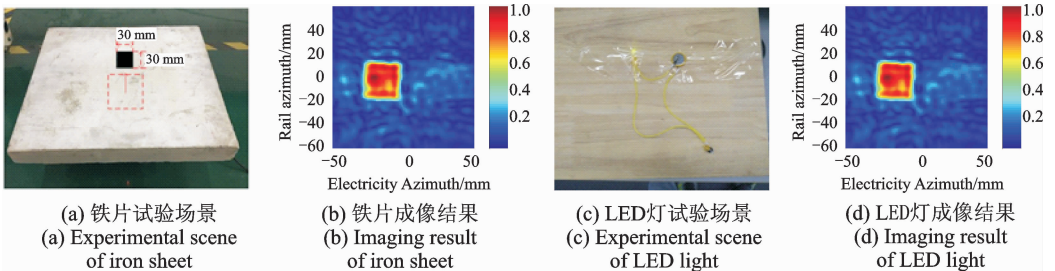 30 mm
30 mm
Rail azimuth/mm
40
20
0
−20
−40
−60
−50
0
50
Electricity Azimuth/mm
1.0
0.8
0.6
0.4
0.2
Rail azimuth/mm
40
20
0
−20
−40
−60
−50
0
50
Electricity Azimuth/mm
1.0
0.8
0.6
0.4
0.2
(a) 铁片试验场景
(a) Experimental scene
of iron sheet
(b) 铁片成像结果
(b) Imaging result
of iron sheet
(c) LED灯试验场景
(c) Experimental scene
of LED light
(d) LED灯成像结果
(d) Imaging result
of LED light